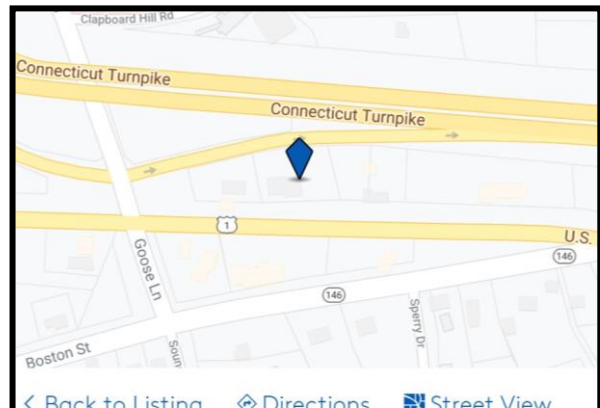 Clapboard Hill Rd
Connecticut Turnpike
Connecticut Turnpike
1
U.S.
Goose Ln
146
146
Sperry Dr
Boston St
Soun
< Back to Listing Directions Street View